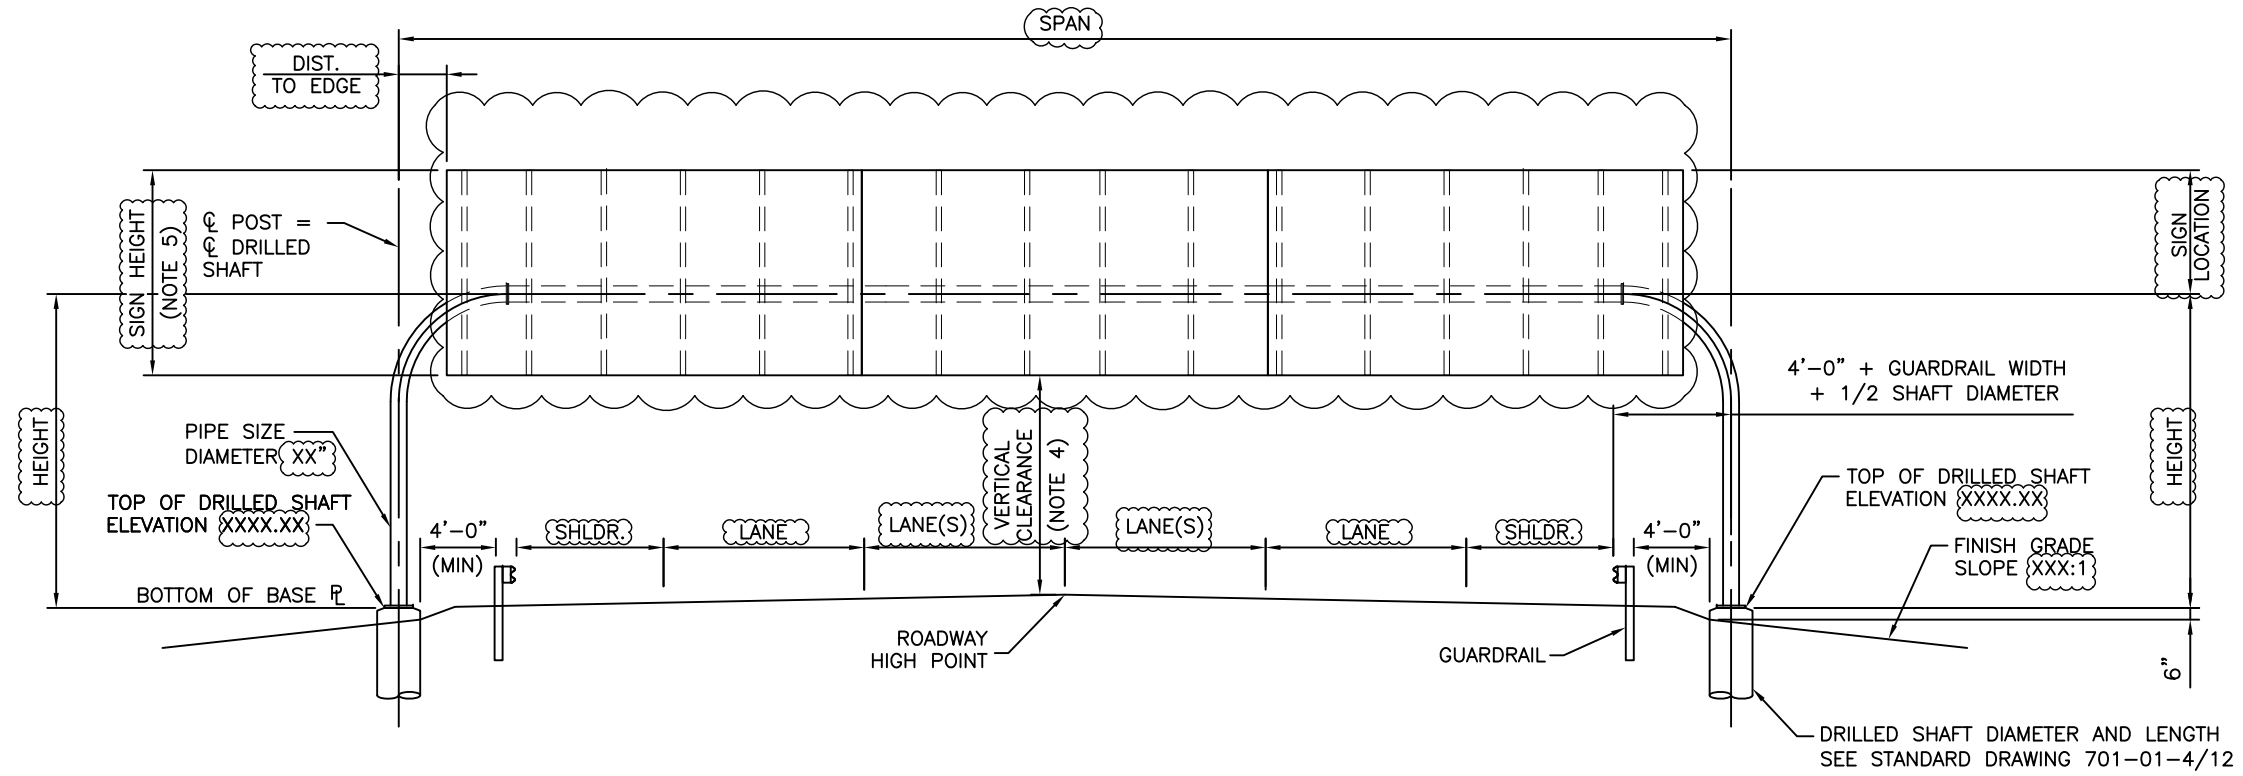 SPAN
DIST.
TO EDGE
SIGN HEIGHT
(NOTE 5)
℄ POST =
℄ DRILLED
SHAFT
SIGN
LOCATION
4'-0" + GUARDRAIL WIDTH
+ 1/2 SHAFT DIAMETER
HEIGHT
PIPE SIZE
DIAMETER XX"
VERTICAL
CLEARANCE
(NOTE 4)
HEIGHT
TOP OF DRILLED SHAFT
ELEVATION XXXX.XX
TOP OF DRILLED SHAFT
ELEVATION XXXX.XX
4'-0"
(MIN)
SHLDR.
LANE
LANE(S)
LANE(S)
LANE
SHLDR.
4'-0"
(MIN)
FINISH GRADE
SLOPE XXX:1
BOTTOM OF BASE ⅊
ROADWAY
HIGH POINT
GUARDRAIL
6"
DRILLED SHAFT DIAMETER AND LENGTH
SEE STANDARD DRAWING 701-01-4/12